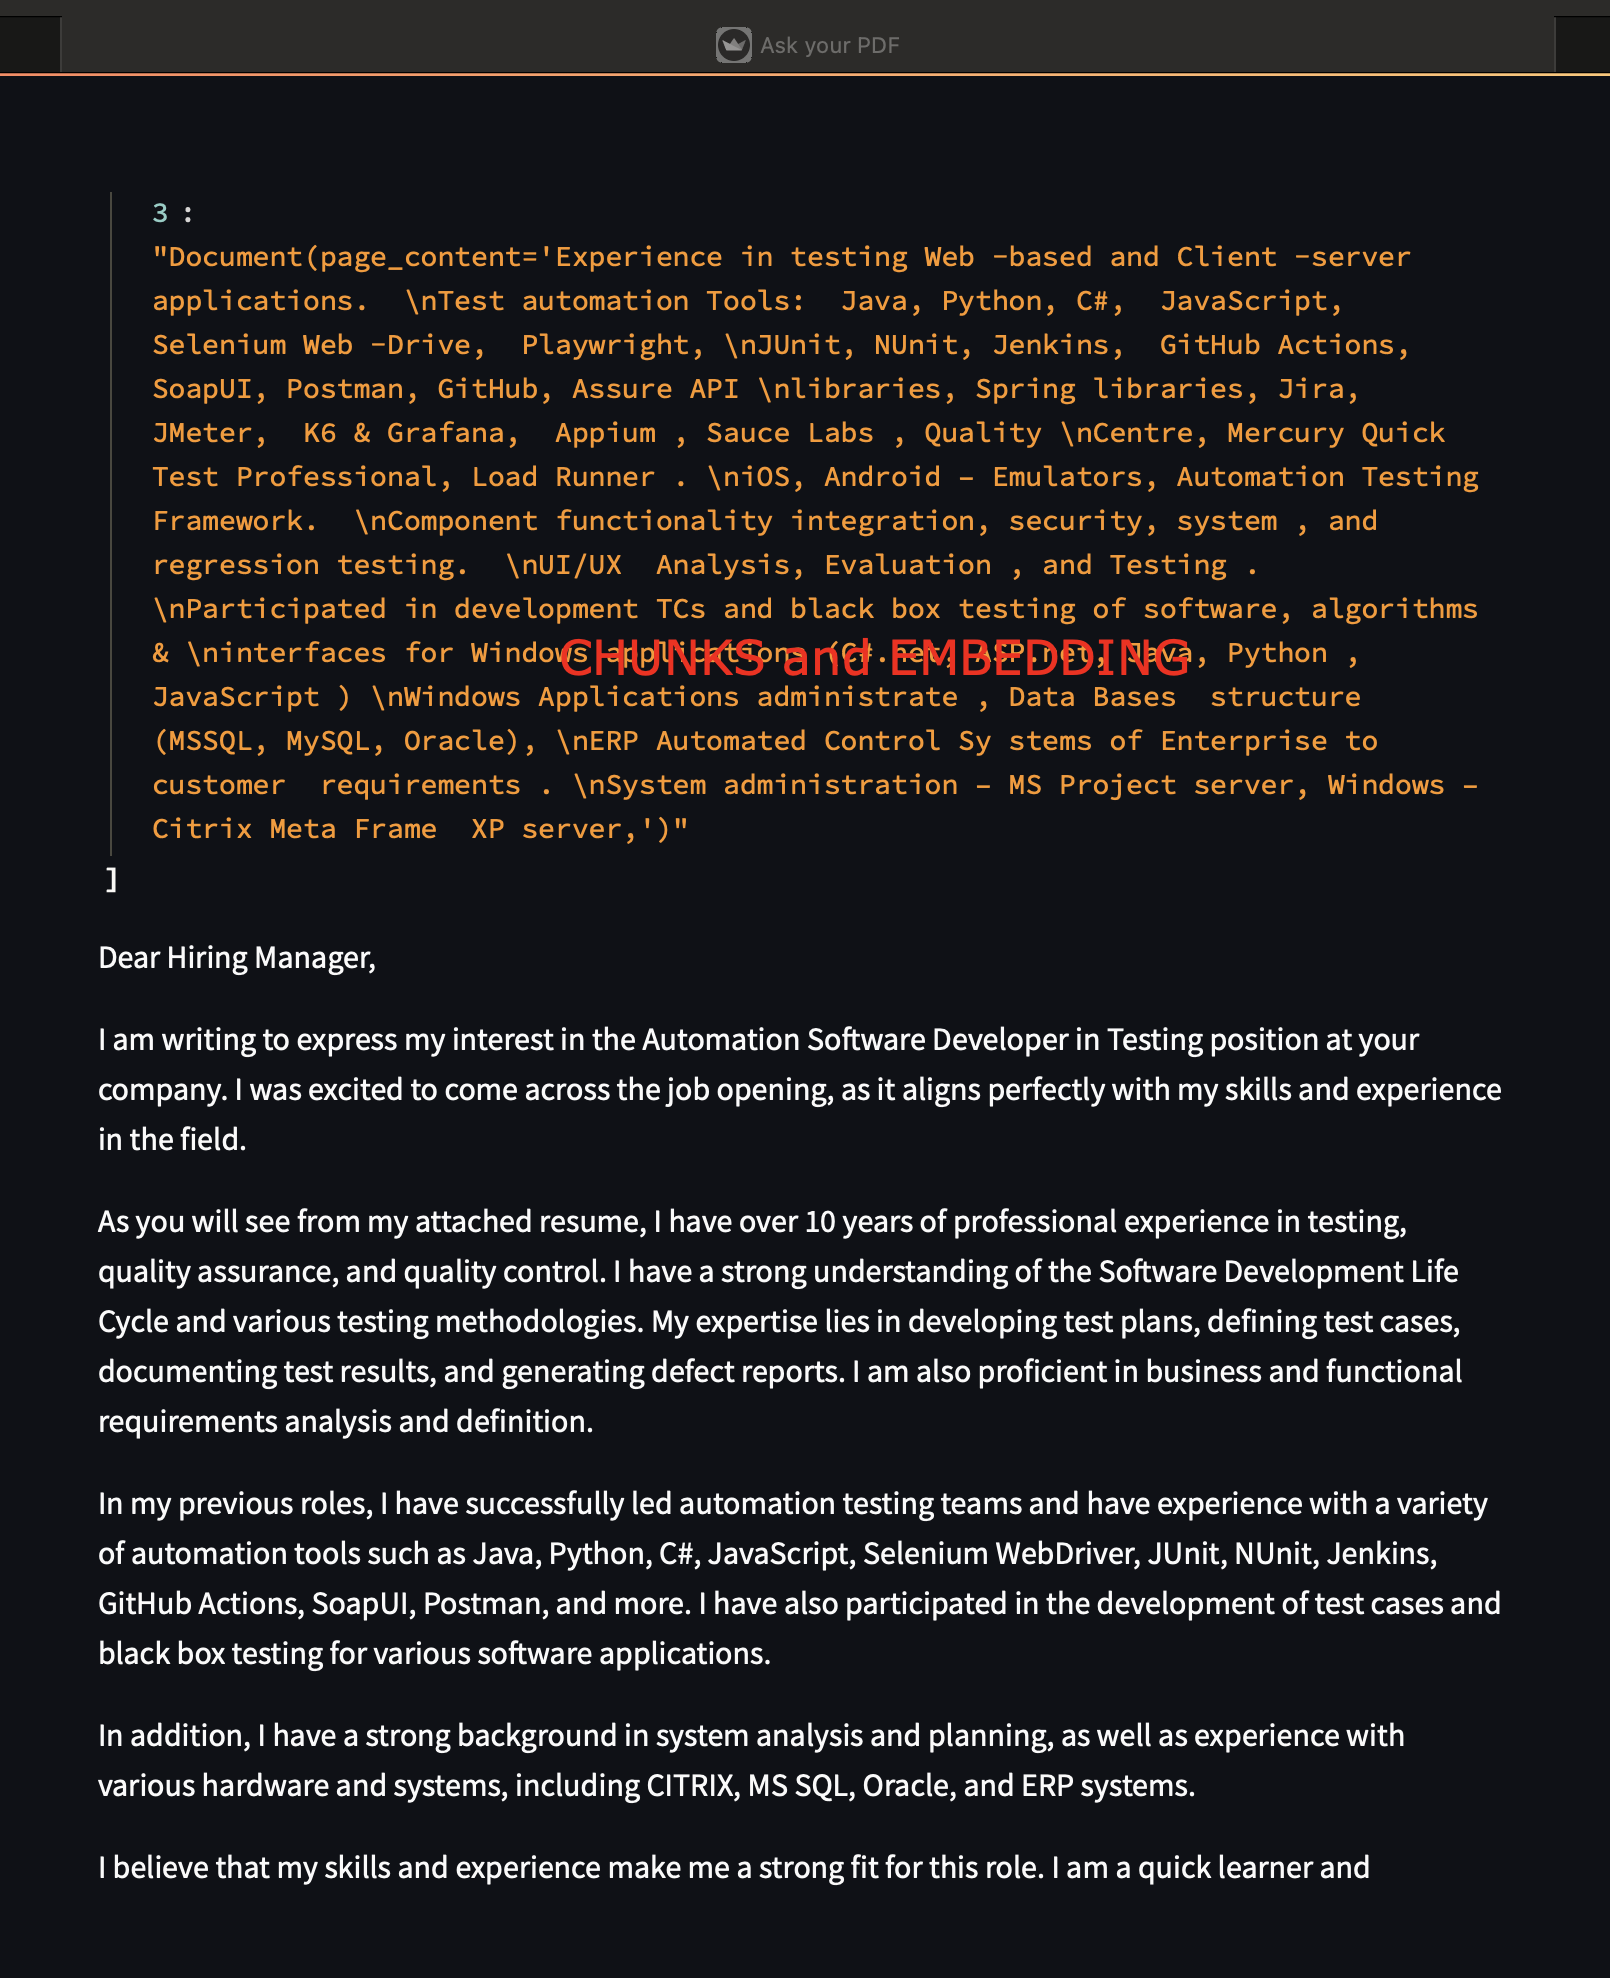 Ask your PDF
3 :
"Document(page_content='Experience in testing Web -based and Client -server
applications.  \nTest automation Tools:  Java, Python, C#,  JavaScript,
Selenium Web -Drive,  Playwright, \nJUnit, NUnit, Jenkins,  GitHub Actions,
SoapUI, Postman, GitHub, Assure API \nlibraries, Spring libraries, Jira,
JMeter,  K6 & Grafana,  Appium , Sauce Labs , Quality \nCentre, Mercury Quick
Test Professional, Load Runner . \niOS, Android – Emulators, Automation Testing
Framework.  \nComponent functionality integration, security, system , and
regression testing.  \nUI/UX  Analysis, Evaluation , and Testing .
\nParticipated in development TCs and black box testing of software, algorithms
& \ninterfaces for Windows applications (C#.net, ASP.net, Java, Python ,
CHUNKS and EMBEDDING
JavaScript ) \nWindows Applications administrate , Data Bases  structure
(MSSQL, MySQL, Oracle), \nERP Automated Control Sy stems of Enterprise to
customer  requirements . \nSystem administration – MS Project server, Windows –
Citrix Meta Frame  XP server,')"
]
Dear Hiring Manager,
I am writing to express my interest in the Automation Software Developer in Testing position at your
company. I was excited to come across the job opening, as it aligns perfectly with my skills and experience
in the field.
As you will see from my attached resume, I have over 10 years of professional experience in testing,
quality assurance, and quality control. I have a strong understanding of the Software Development Life
Cycle and various testing methodologies. My expertise lies in developing test plans, defining test cases,
documenting test results, and generating defect reports. I am also proficient in business and functional
requirements analysis and definition.
In my previous roles, I have successfully led automation testing teams and have experience with a variety
of automation tools such as Java, Python, C#, JavaScript, Selenium WebDriver, JUnit, NUnit, Jenkins,
GitHub Actions, SoapUI, Postman, and more. I have also participated in the development of test cases and
black box testing for various software applications.
In addition, I have a strong background in system analysis and planning, as well as experience with
various hardware and systems, including CITRIX, MS SQL, Oracle, and ERP systems.
I believe that my skills and experience make me a strong fit for this role. I am a quick learner and